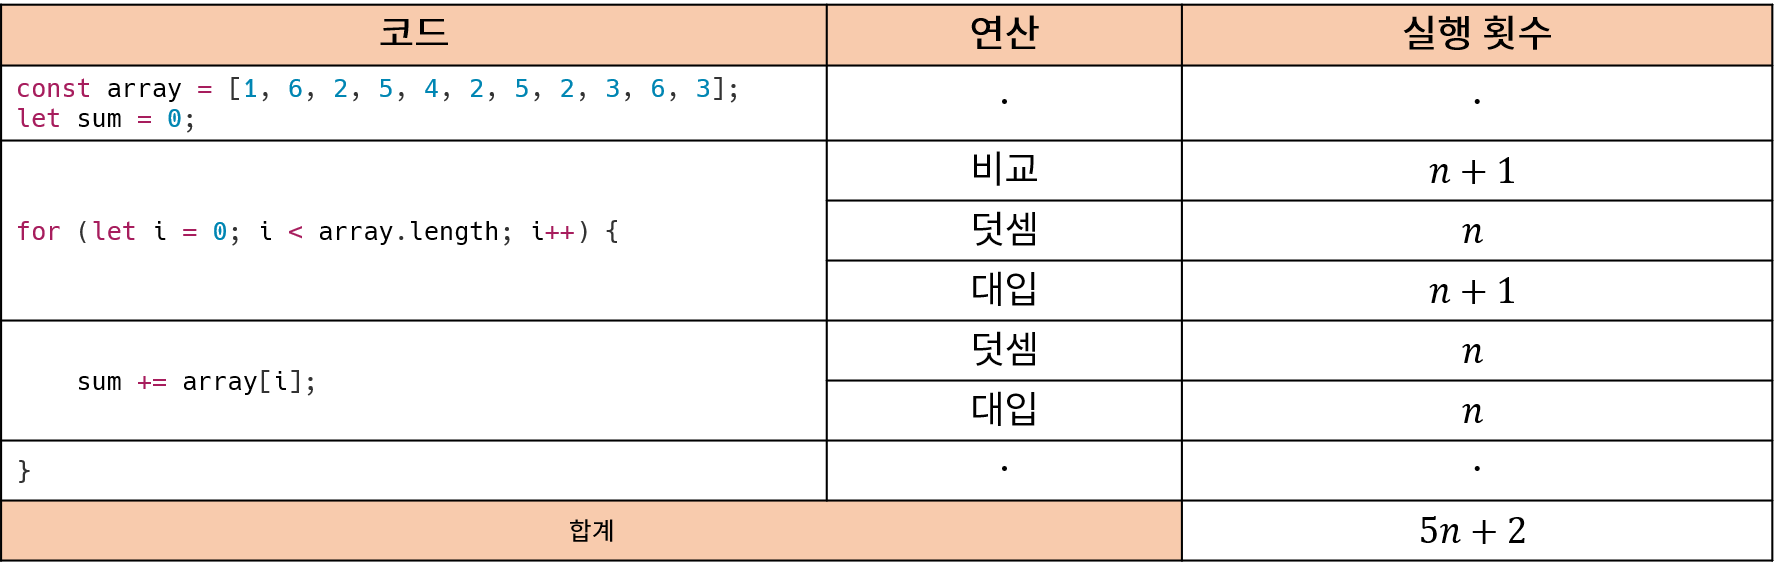 코드 연산 실행 횟수
const array = [1, 6, 2, 5, 4, 2, 5, 2, 3, 6, 3];
let sum = 0;
· ·
for (let i = 0; i < array.length; i++) {
비교 n + 1
덧셈 n
대입 n + 1
sum += array[i];
덧셈 n
대입 n
} · ·
합계 5n + 2